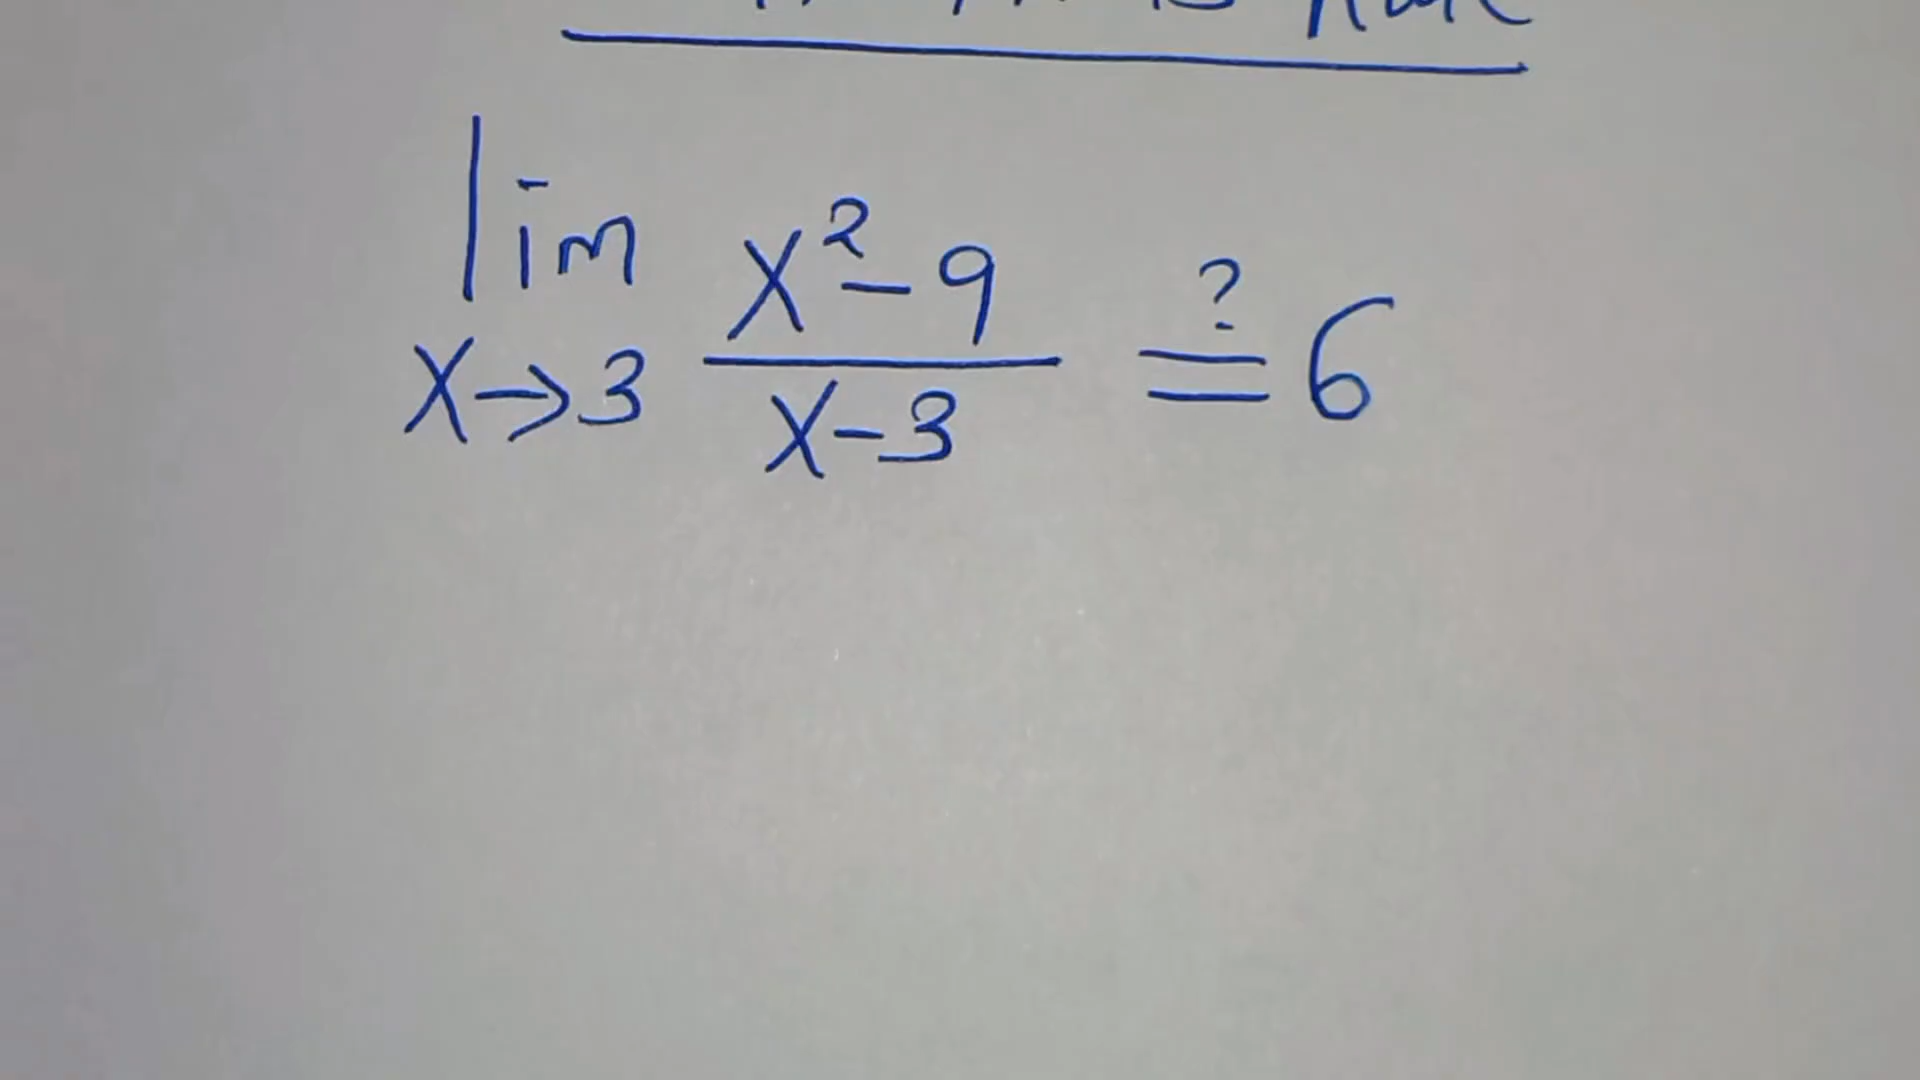 lim x→3 (x² - 9)/(x - 3) ≟ 6